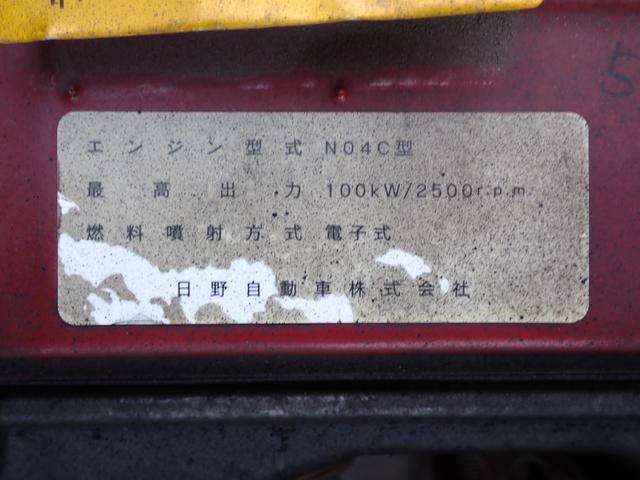 5
エンジン型式 N04C型
最高出力 100kW/2500r.p.m.
燃料噴射方式 電子式
日野自動車株式会社